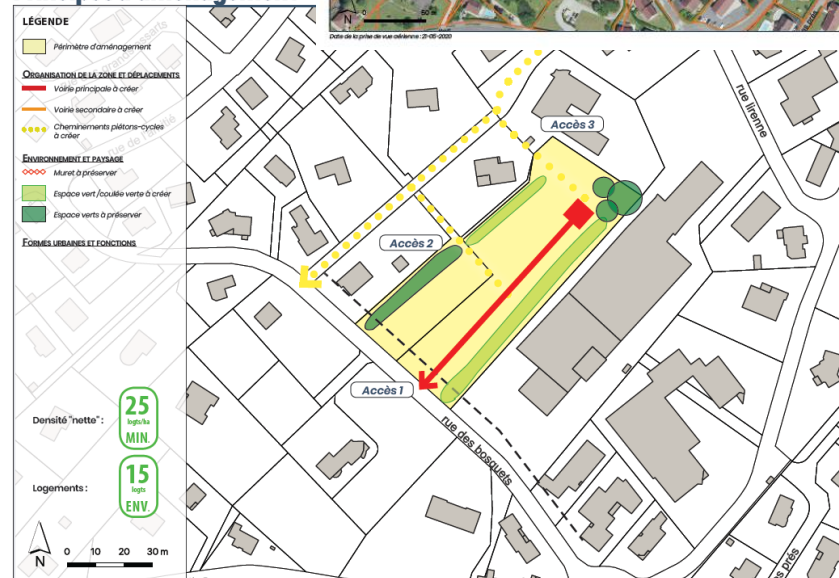 LÉGENDE
Périmètre d'aménagement
ORGANISATION DE LA ZONE ET DÉPLACEMENTS
Voirie principale à créer
Voirie secondaire à créer
Cheminements piétons-cycles
à créer
ENVIRONNEMENT ET PAYSAGE
Muret à préserver
Espace vert /coulée verte à créer
Espace verts à préserver
FORMES URBAINES ET FONCTIONS
Densité "nette" :
25
logts/ha
MIN.
Logements :
15
logts
ENV.
N
0 10 20 30 m
N
0 50 m
Date de la prise de vue aérienne : 21-05-2020
Accès 3
Accès 2
Accès 1
rue lirenne
rue des bosquets
prés